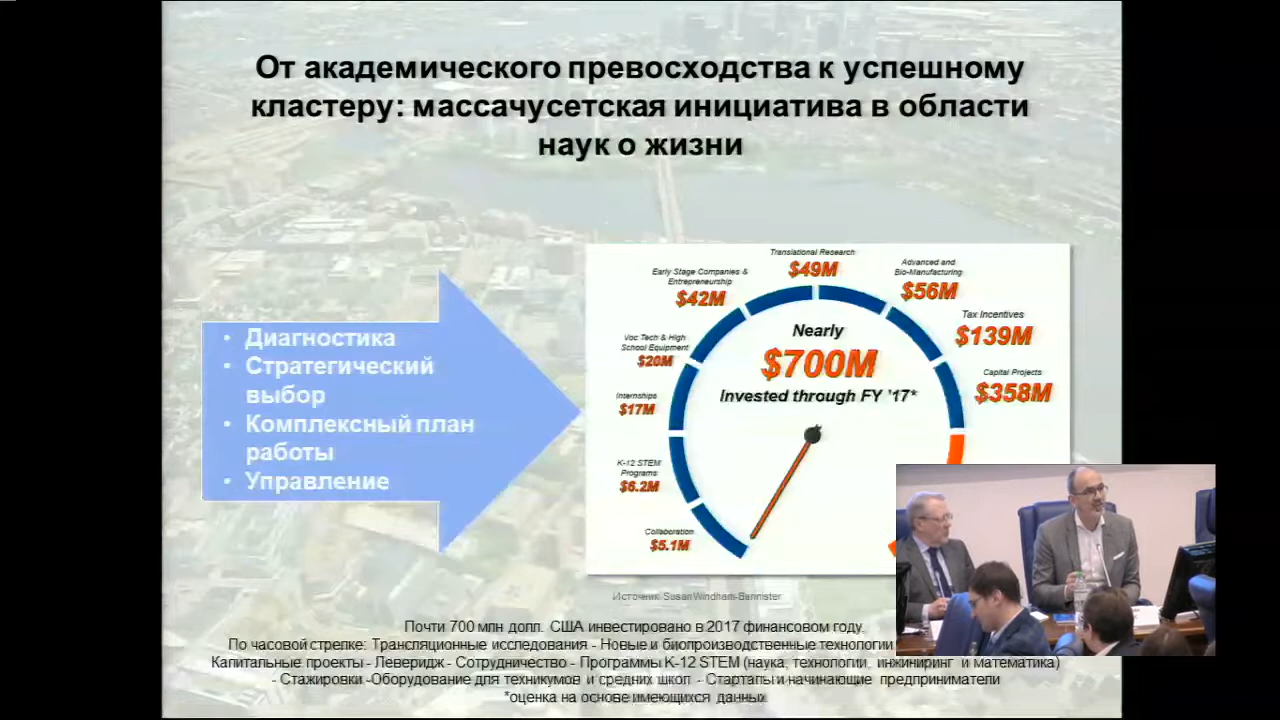 От академического превосходства к успешному
кластеру: массачусетская инициатива в области
наук о жизни
• Диагностика
• Стратегический
выбор
• Комплексный план
работы
• Управление
Translational Research
$49M
Advanced and
Bio-Manufacturing
$56M
Early Stage Companies &
Entrepreneurship
$42M
Tax Incentives
$139M
Voc Tech & High
School Equipment
$20M
Capital Projects
$358M
Internships
$17M
K-12 STEM
Programs
$6.2M
Collaboration
$5.1M
Nearly
$700M
Invested through FY '17*
Источник: Susan Windham-Bannister
Почти 700 млн долл. США инвестировано в 2017 финансовом году.
По часовой стрелке: Трансляционные исследования - Новые и биопроизводственные технологии
Капитальные проекты - Леверидж - Сотрудничество - Программы K-12 STEM (наука, технологии, инжиниринг и математика)
- Стажировки -Оборудование для техникумов и средних школ - Стартапы и начинающие предприниматели
*оценка на основе имеющихся данных